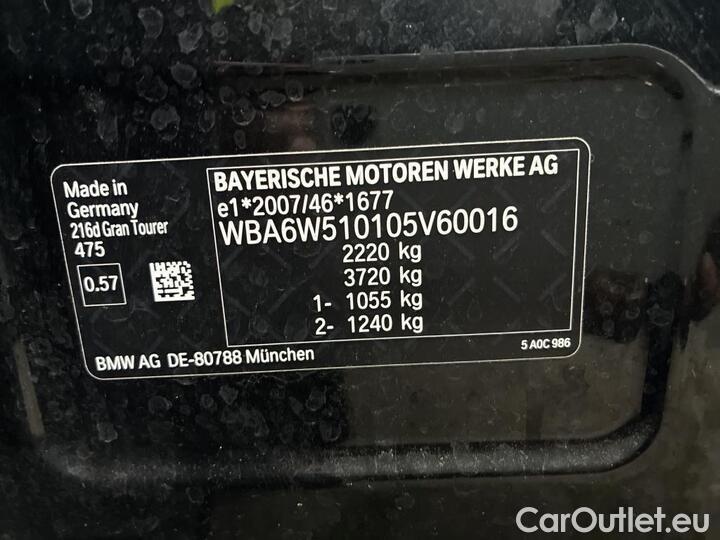 Made in
Germany
216d Gran Tourer
475
0.57
BMW AG DE-80788 München
BAYERISCHE MOTOREN WERKE AG
e1*2007/46*1677
WBA6W510105V60016
2220 kg
3720 kg
1- 1055 kg
2- 1240 kg
5 A0C 986
CarOutlet.eu